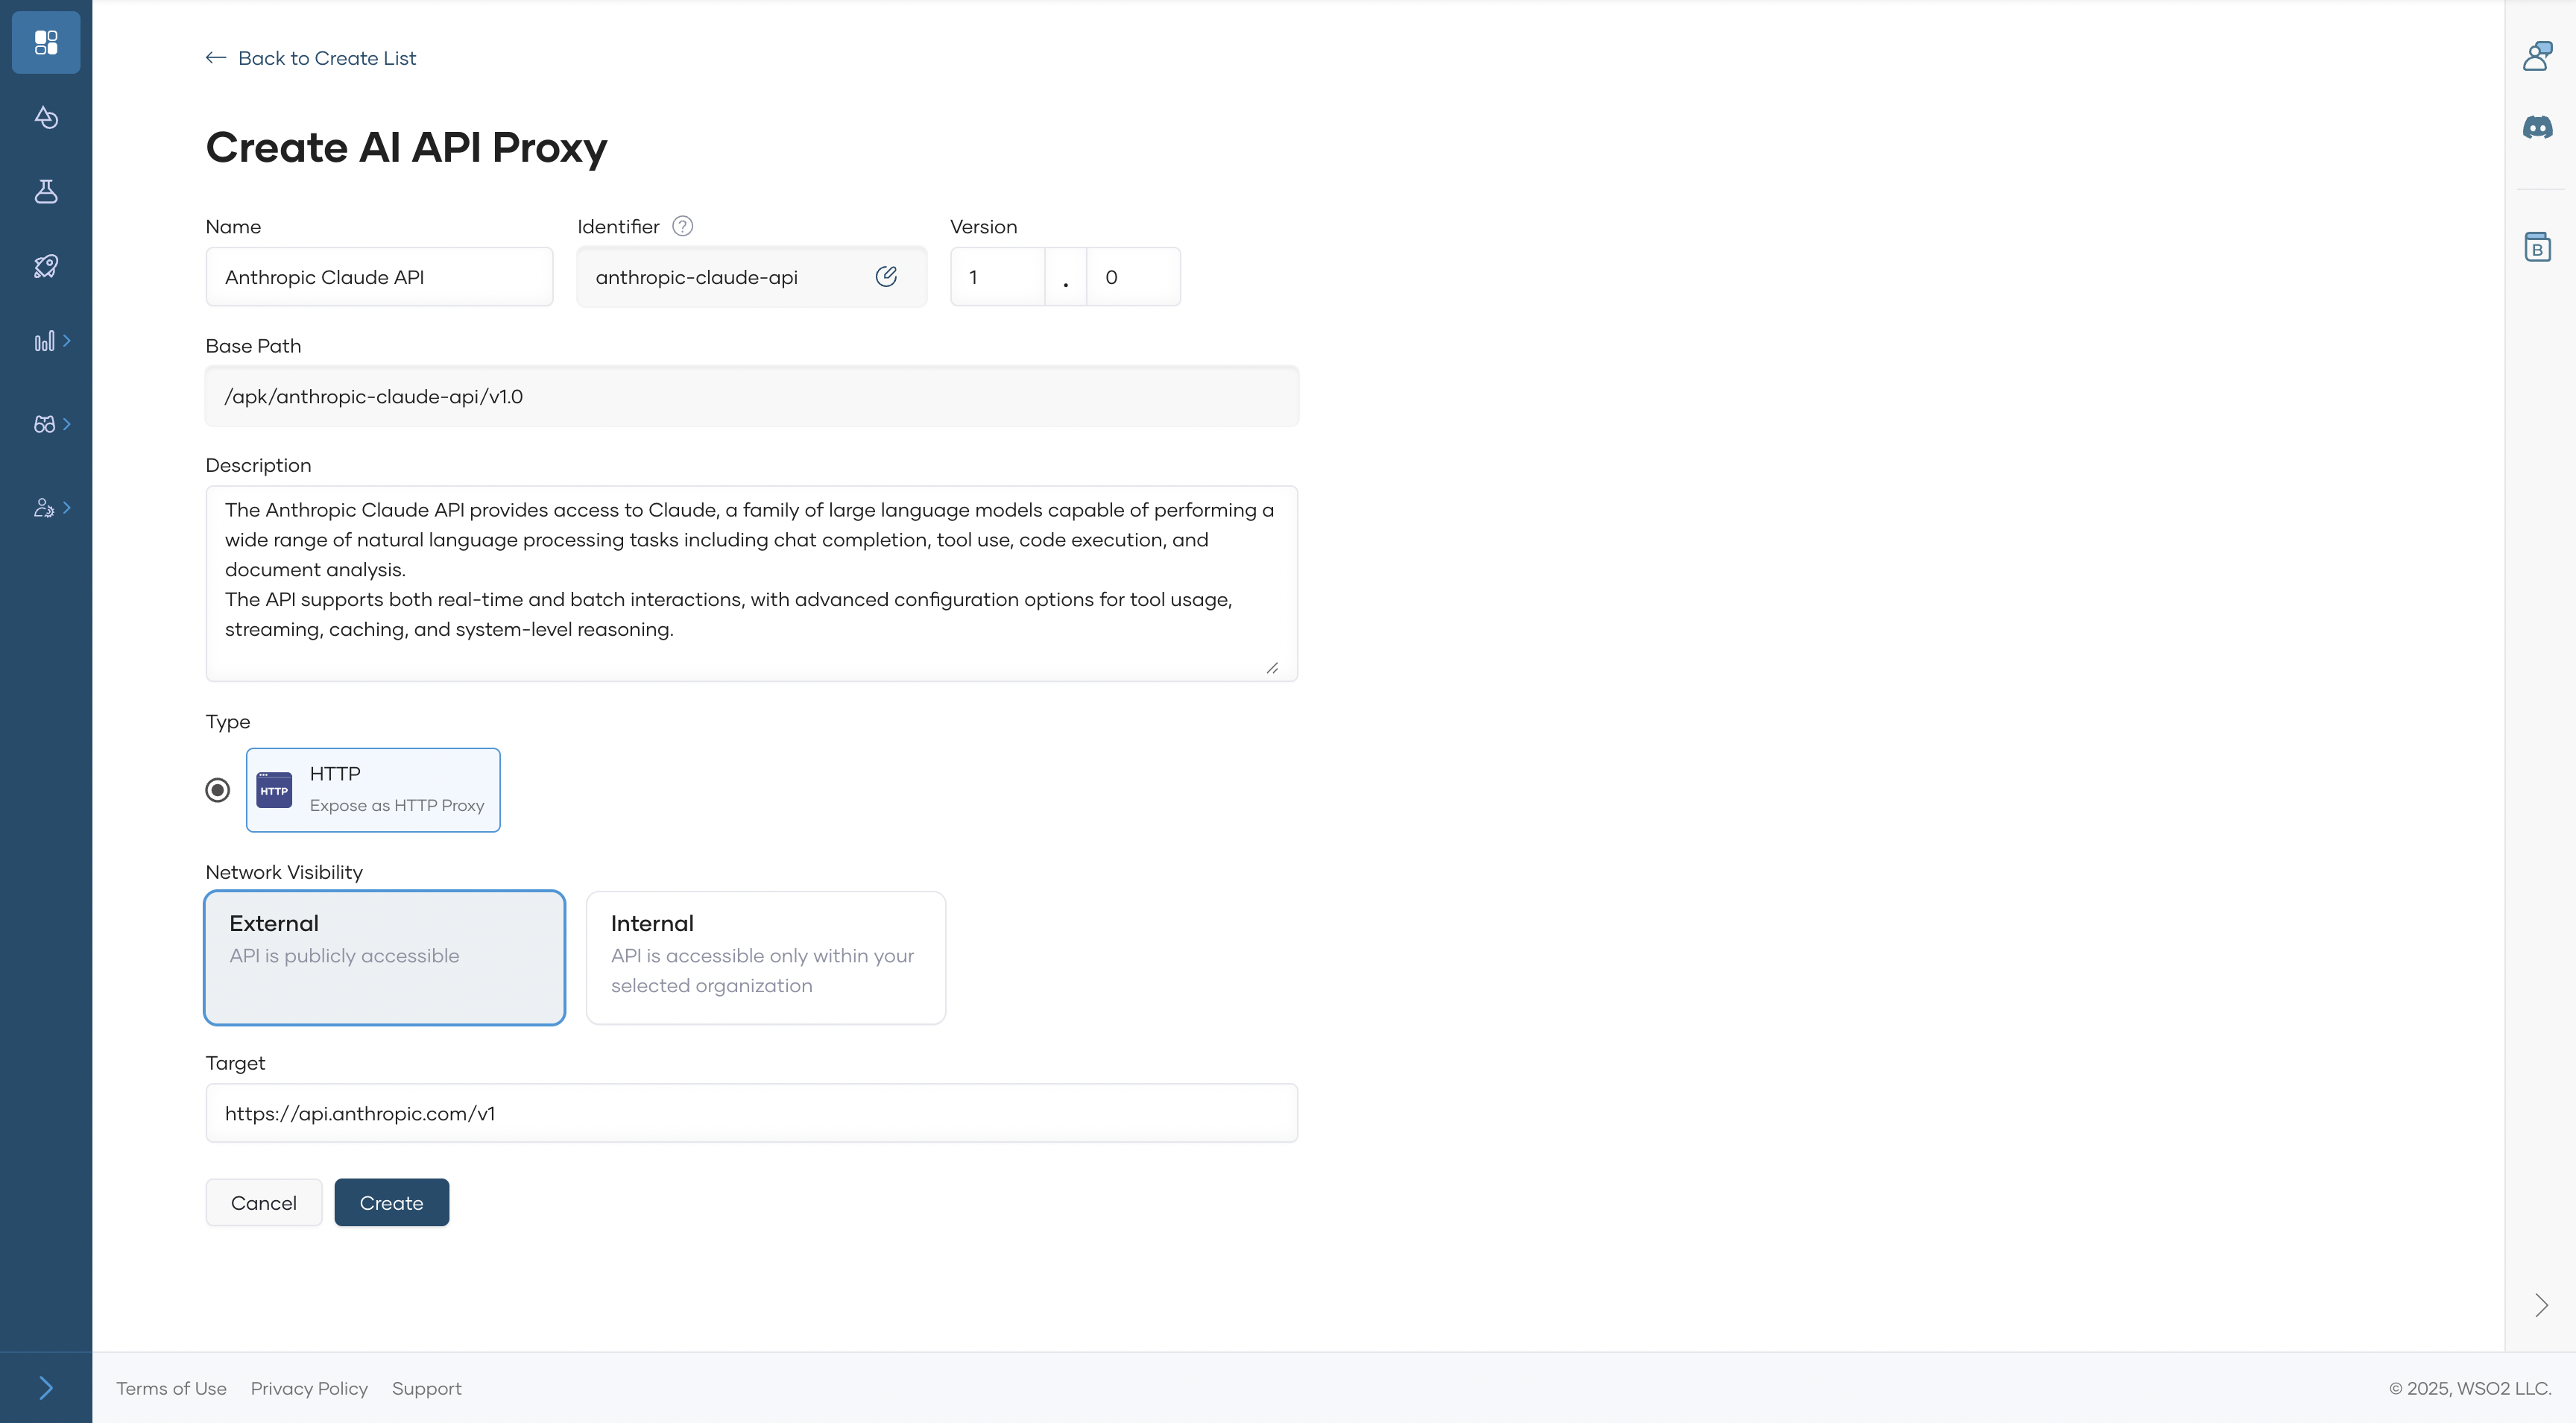 Back to Create List
Create AI API Proxy
Name
Identifier ?
Version
Anthropic Claude API
anthropic-claude-api
1 . 0
Base Path
/apk/anthropic-claude-api/v1.0
Description
The Anthropic Claude API provides access to Claude, a family of large language models capable of performing a
wide range of natural language processing tasks including chat completion, tool use, code execution, and
document analysis.
The API supports both real-time and batch interactions, with advanced configuration options for tool usage,
streaming, caching, and system-level reasoning.
Type
HTTP
HTTP
Expose as HTTP Proxy
Network Visibility
External
API is publicly accessible
Internal
API is accessible only within your
selected organization
Target
https://api.anthropic.com/v1
Cancel
Create
B
Terms of Use Privacy Policy Support
© 2025, WSO2 LLC.